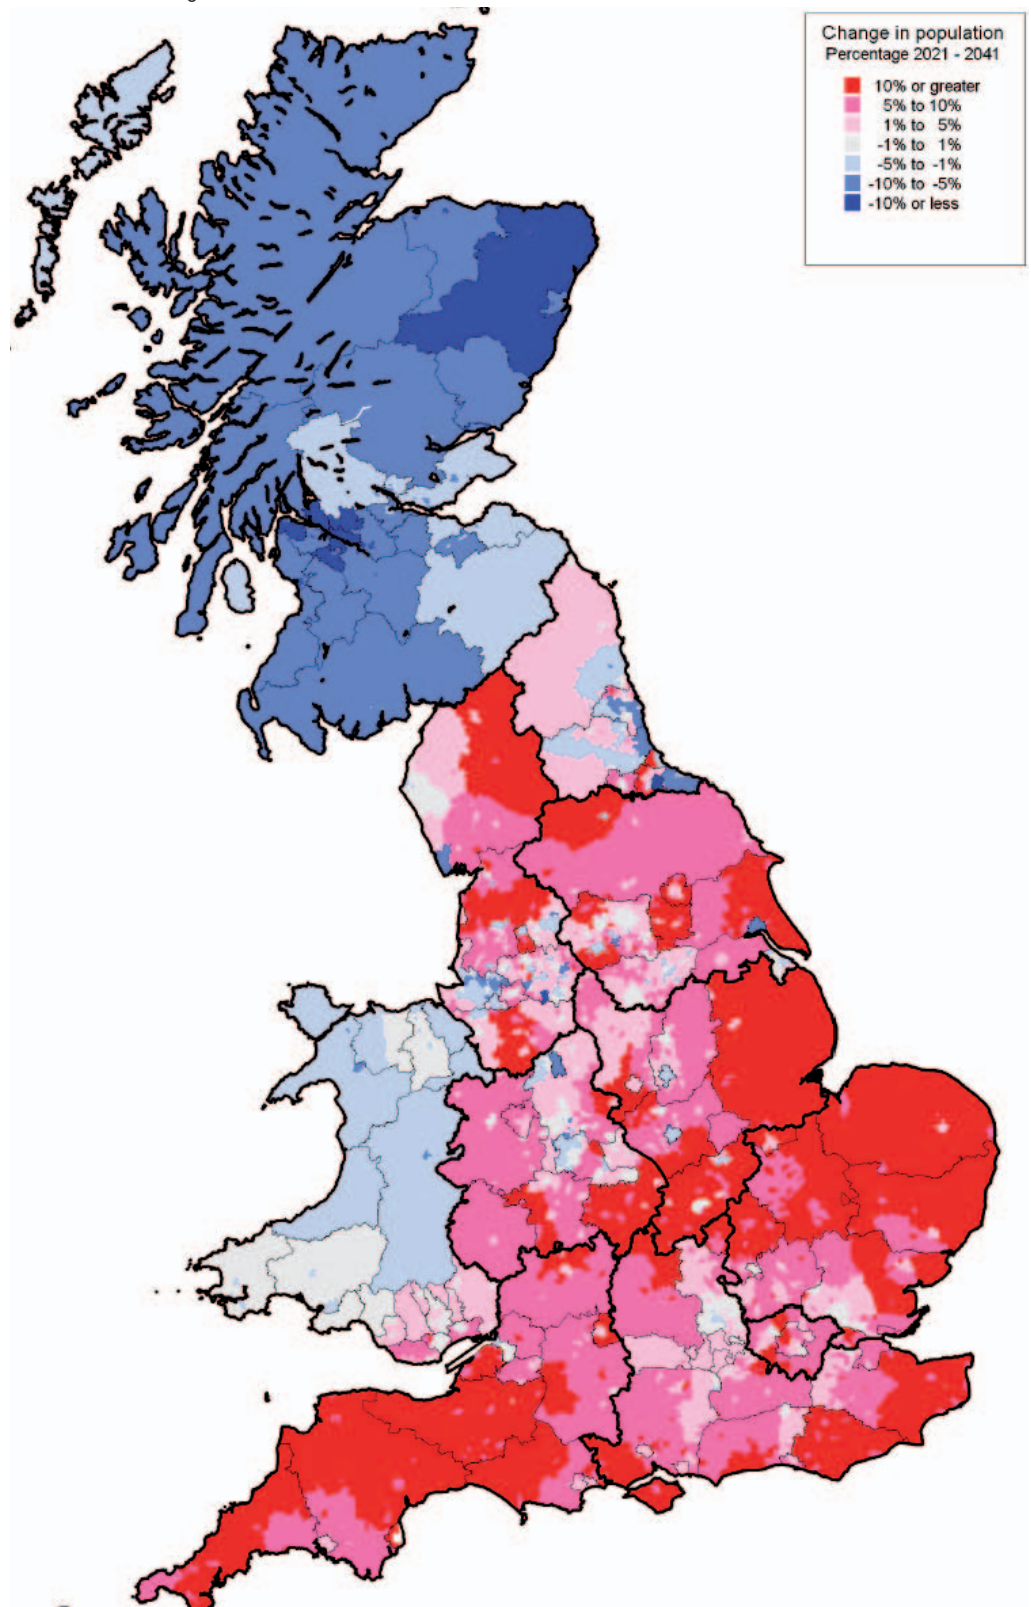 Change in population
Percentage 2021 - 2041
10% or greater
5% to 10%
1% to 5%
-1% to 1%
-5% to -1%
-10% to -5%
-10% or less